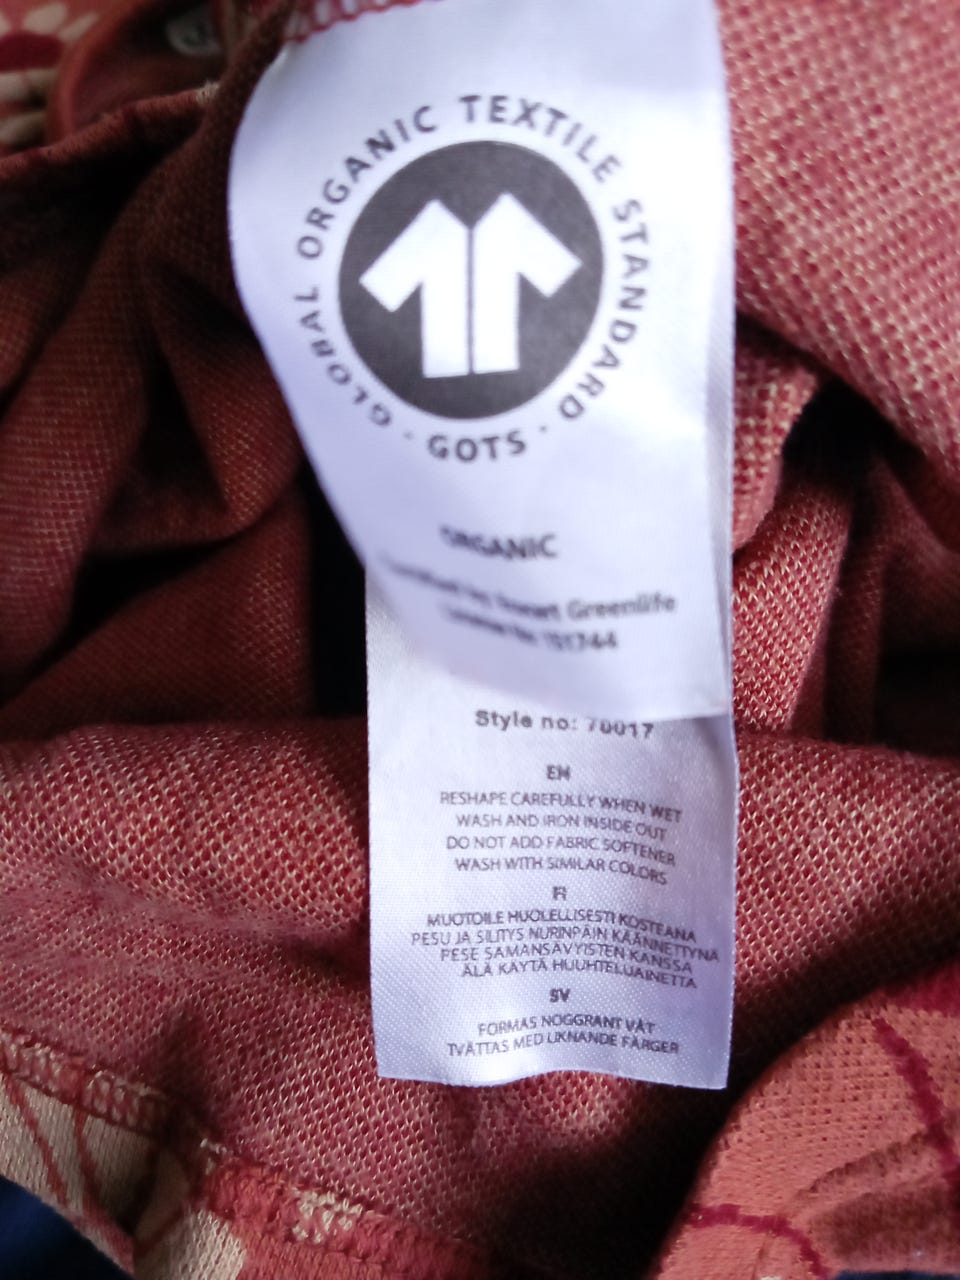 GLOBAL ORGANIC TEXTILE STANDARD
· GOTS ·
ORGANIC
Greenlife
Style no: 70017
EN
RESHAPE CAREFULLY WHEN WET
WASH AND IRON INSIDE OUT
DO NOT ADD FABRIC SOFTENER
WASH WITH SIMILAR COLORS
FI
MUOTOILE HUOLELLISESTI KOSTEANA
PESU JA SILITYS NURINPÄIN KÄÄNNETTYNÄ
PESE SAMANSÄVYISTEN KANSSA
ÄLÄ KÄYTÄ HUUHTELUAINETTA
SV
FORMAS NOGGRANT VÅT
TVÄTTAS MED LIKNANDE FÄRGER